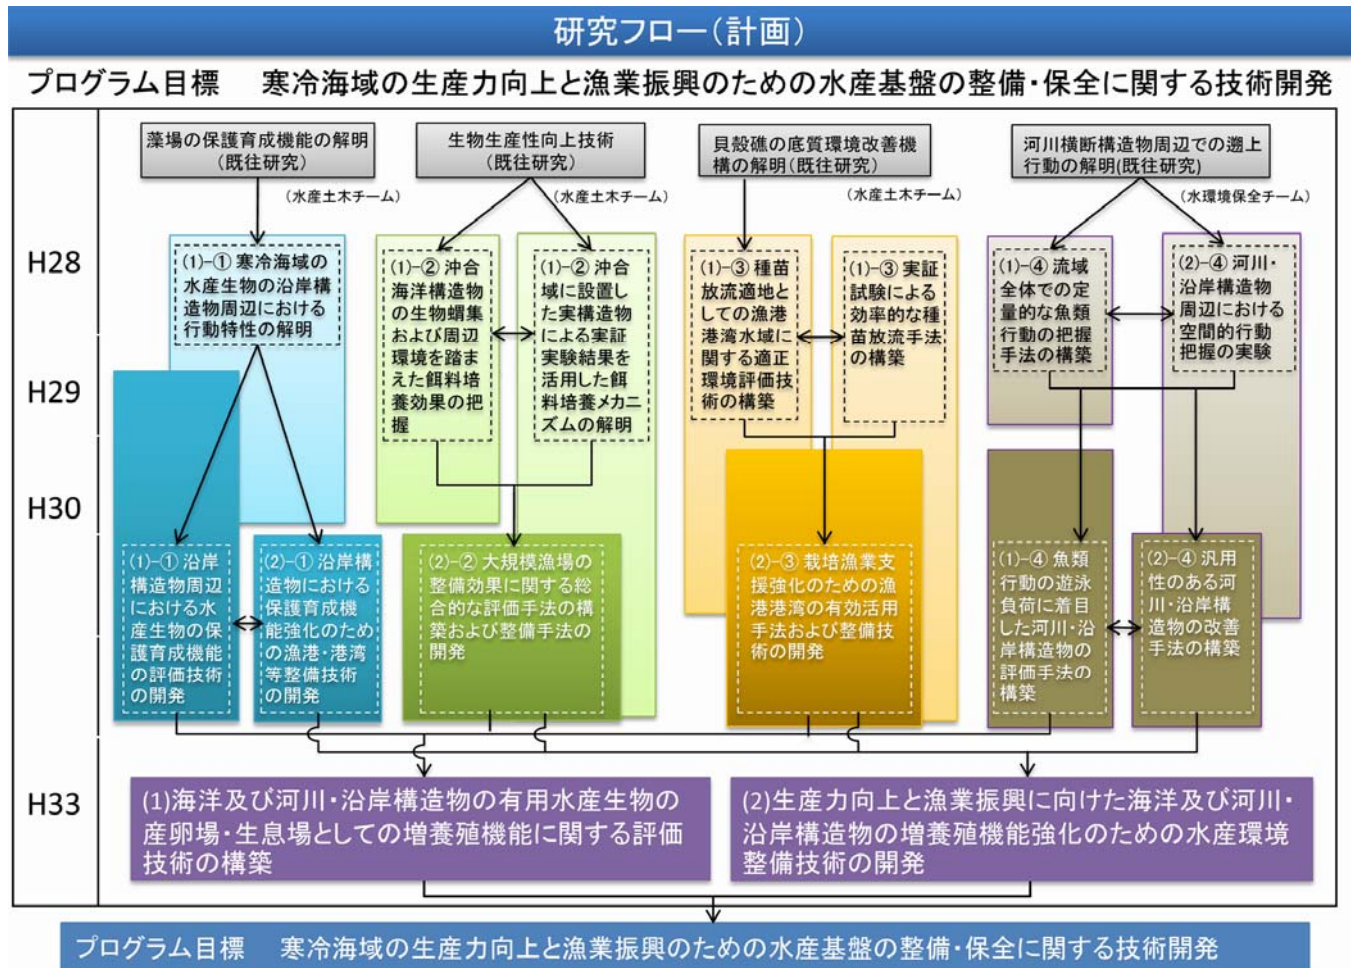 研究フロー(計画)
プログラム目標　寒冷海域の生産力向上と漁業振興のための水産基盤の整備・保全に関する技術開発
藻場の保護育成機能の解明
(既往研究)
(水産土木チーム)
生物生産性向上技術
(既往研究)
(水産土木チーム)
貝殻礁の底質環境改善機
構の解明(既往研究)
(水産土木チーム)
河川横断構造物周辺での遡上
行動の解明(既往研究)
(水環境保全チーム)
H28
H29
H30
H33
(1)-① 寒冷海域の
水産生物の沿岸構
造物周辺における
行動特性の解明
(1)-② 沖合
海洋構造物
の生物蝟集
および周辺
環境を踏ま
えた餌料培
養効果の把
握
(1)-② 沖合
域に設置し
た実構造物
による実証
実験結果を
活用した餌
料培養メカニ
ズムの解明
(1)-③ 種苗
放流適地と
しての漁港
港湾水域に
関する適正
環境評価技
術の構築
(1)-③ 実証
試験による
効率的な種
苗放流手法
の構築
(1)-④ 流域
全体での定
量的な魚類
行動の把握
手法の構築
(2)-④ 河川・
沿岸構造物
周辺における
空間的行動
把握の実験
(1)-① 沿岸
構造物周辺
における水
産生物の保
護育成機能
の評価技術
の開発
(2)-① 沿岸構
造物における
保護育成機
能強化のため
の漁港・港湾
等整備技術
の開発
(2)-② 大規模漁場の
整備効果に関する総
合的な評価手法の構
築および整備手法の
開発
(2)-③ 栽培漁業支
援強化のための漁
港港湾の有効活用
手法および整備技
術の開発
(1)-④ 魚類
行動の遊泳
負荷に着目
した河川・沿
岸構造物の
評価手法の
構築
(2)-④ 汎用
性のある河
川・沿岸構
造物の改善
手法の構築
(1)海洋及び河川・沿岸構造物の有用水産生物の
産卵場・生息場としての増養殖機能に関する評価
技術の構築
(2)生産力向上と漁業振興に向けた海洋及び河川・
沿岸構造物の増養殖機能強化のための水産環境
整備技術の開発
プログラム目標　寒冷海域の生産力向上と漁業振興のための水産基盤の整備・保全に関する技術開発